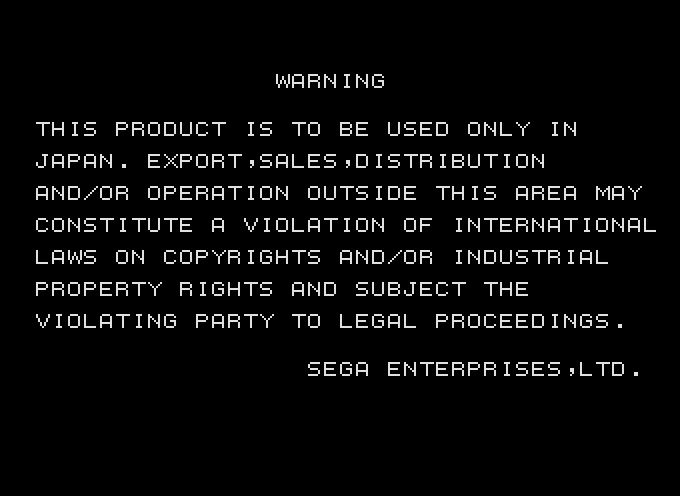 WARNING
THIS PRODUCT IS TO BE USED ONLY IN
JAPAN. EXPORT,SALES,DISTRIBUTION
AND/OR OPERATION OUTSIDE THIS AREA MAY
CONSTITUTE A VIOLATION OF INTERNATIONAL
LAWS ON COPYRIGHTS AND/OR INDUSTRIAL
PROPERTY RIGHTS AND SUBJECT THE
VIOLATING PARTY TO LEGAL PROCEEDINGS.
SEGA ENTERPRISES,LTD.